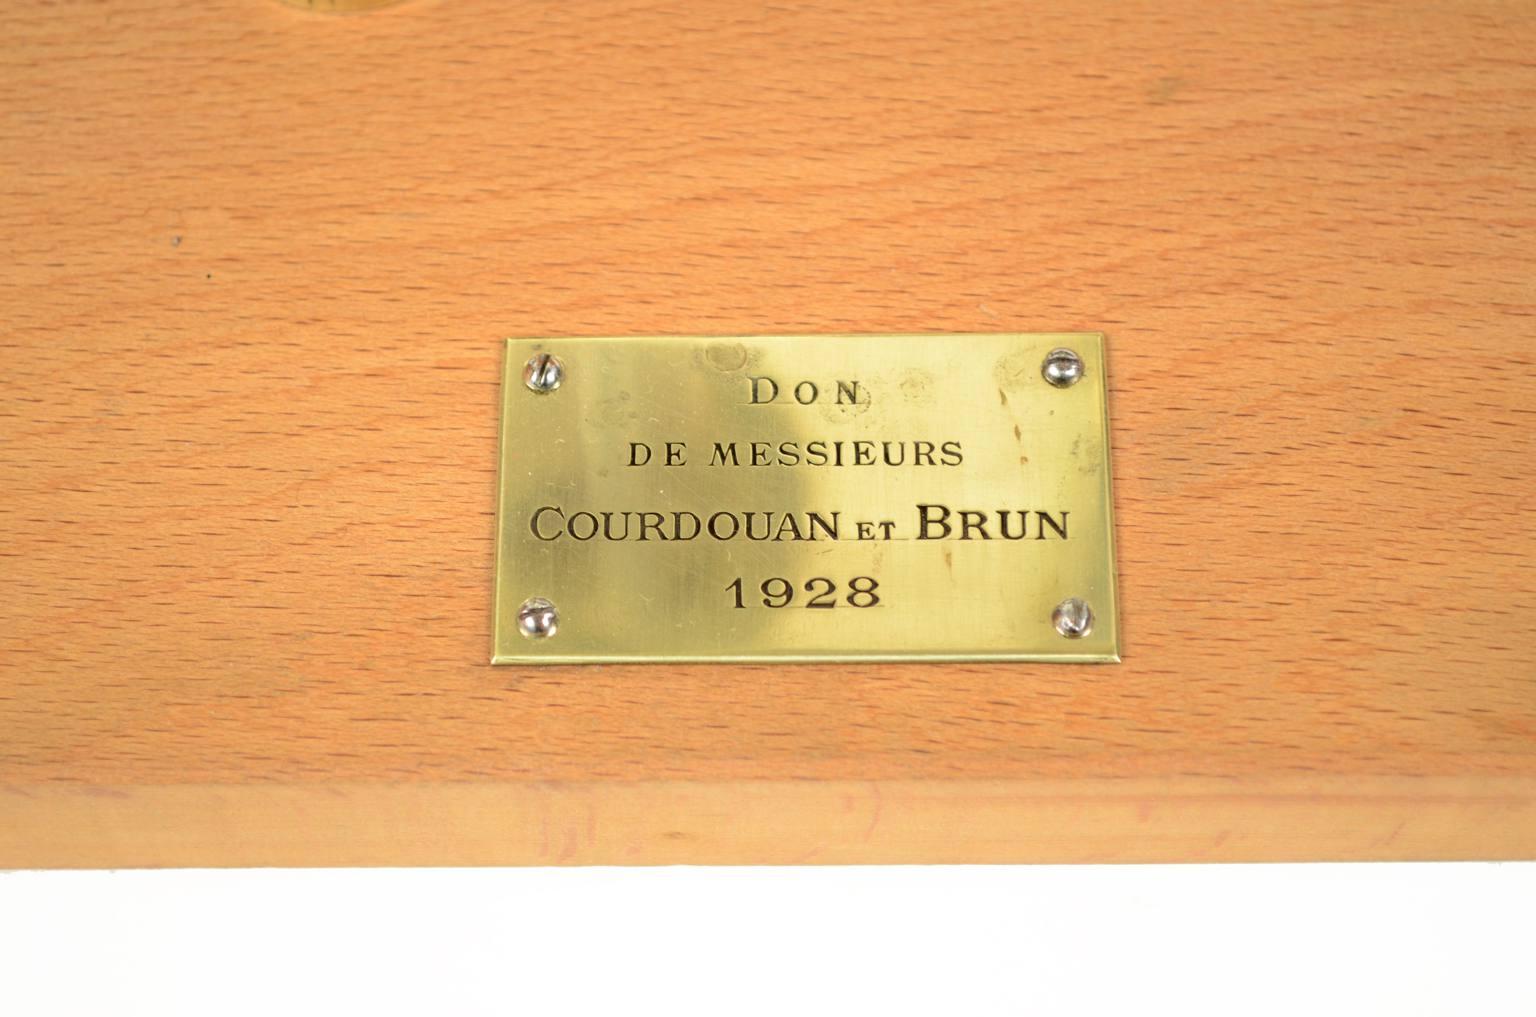 DON
DE MESSIEURS
COURDOUAN ET BRUN
1928